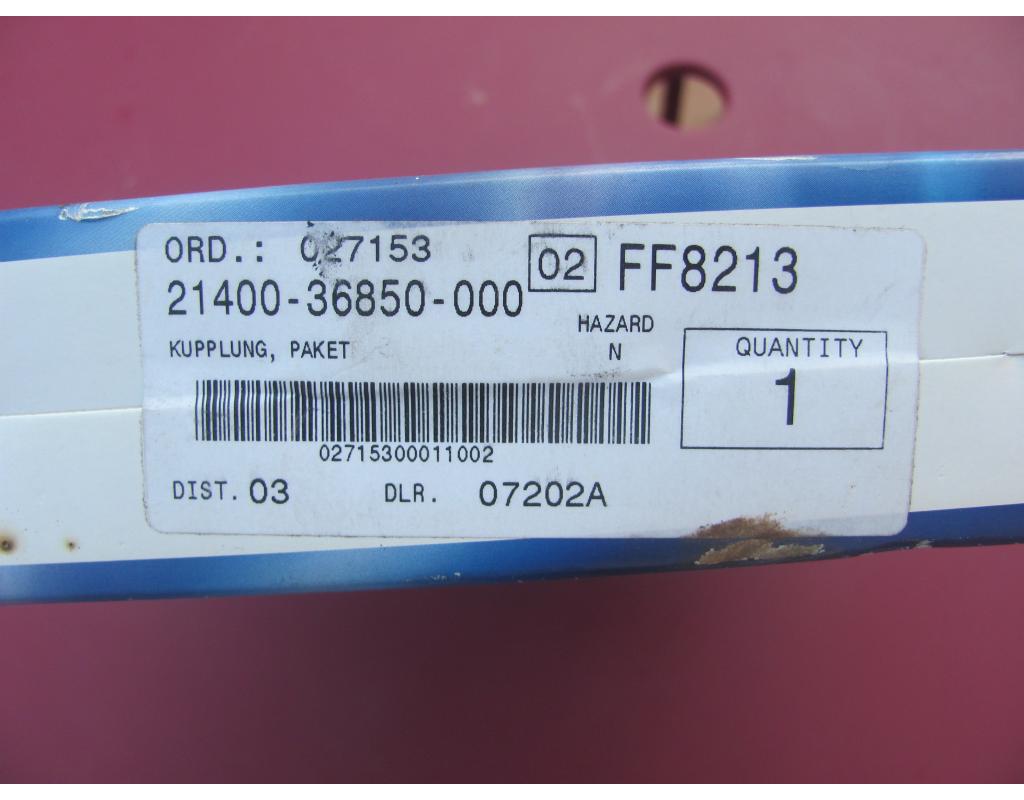 ORD.: 027153
02 FF8213
21400-36850-000
HAZARD
KUPPLUNG, PAKET
N
QUANTITY
1
02715300011002
DIST. 03 DLR. 07202A